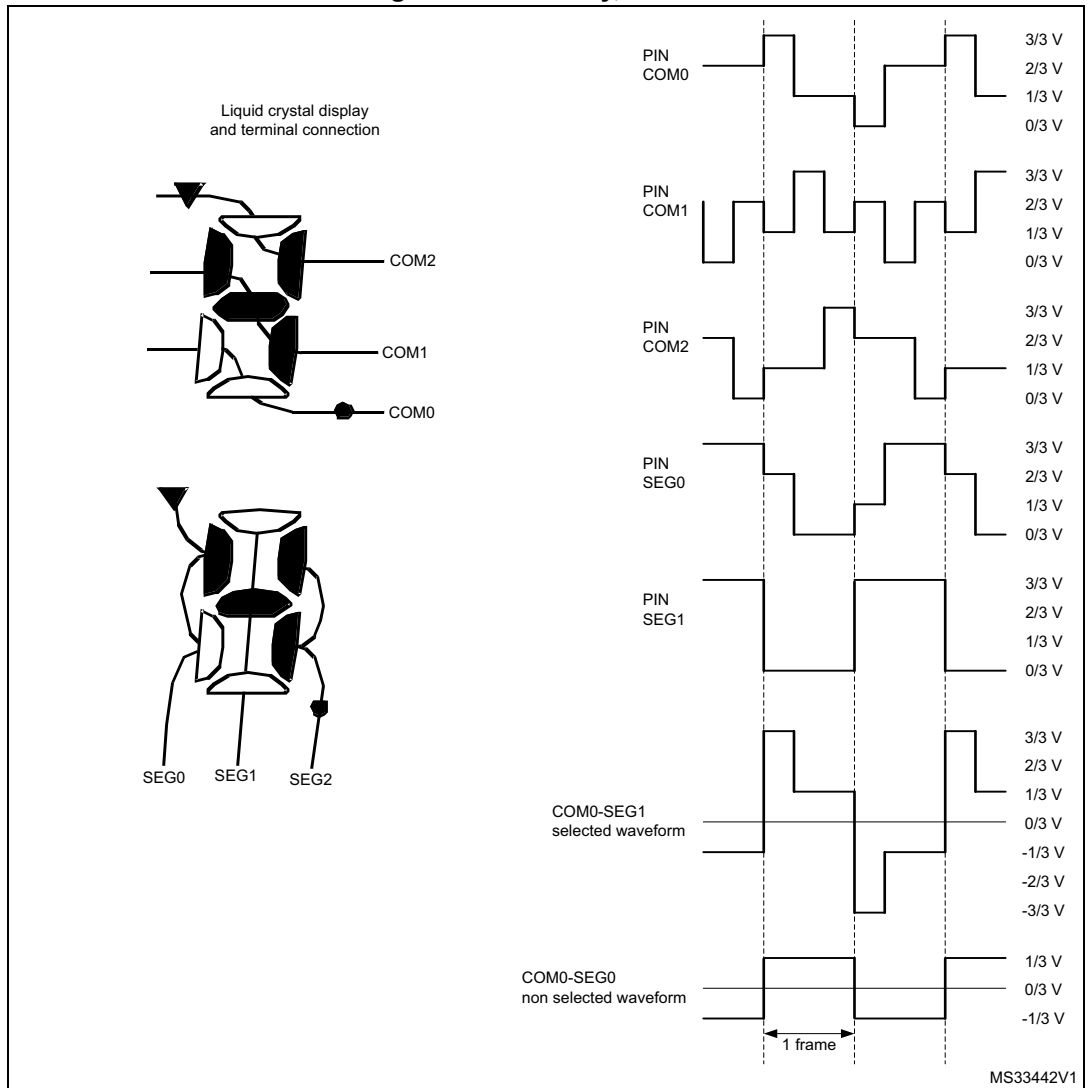 Liquid crystal display
and terminal connection
COM2
COM1
COM0
SEG0 SEG1 SEG2
PIN
COM0
3/3 V
2/3 V
1/3 V
0/3 V
PIN
COM1
3/3 V
2/3 V
1/3 V
0/3 V
PIN
COM2
3/3 V
2/3 V
1/3 V
0/3 V
PIN
SEG0
3/3 V
2/3 V
1/3 V
0/3 V
PIN
SEG1
3/3 V
2/3 V
1/3 V
0/3 V
COM0-SEG1
selected waveform
3/3 V
2/3 V
1/3 V
0/3 V
-1/3 V
-2/3 V
-3/3 V
COM0-SEG0
non selected waveform
1/3 V
0/3 V
-1/3 V
1 frame
MS33442V1